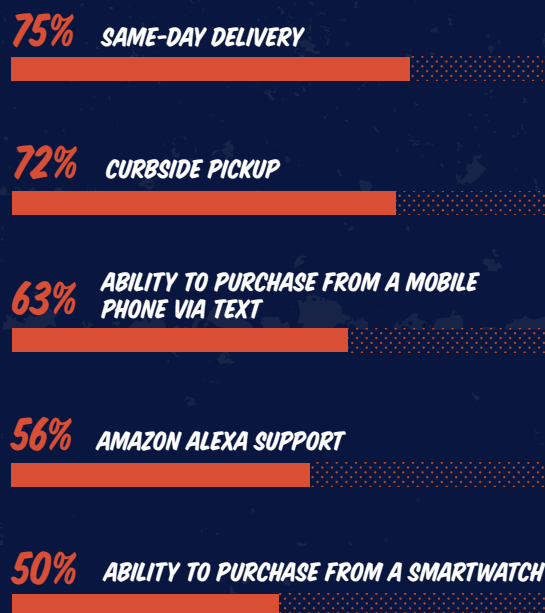 75% SAME-DAY DELIVERY
72% CURBSIDE PICKUP
63% ABILITY TO PURCHASE FROM A MOBILE
PHONE VIA TEXT
56% AMAZON ALEXA SUPPORT
50% ABILITY TO PURCHASE FROM A SMARTWATCH